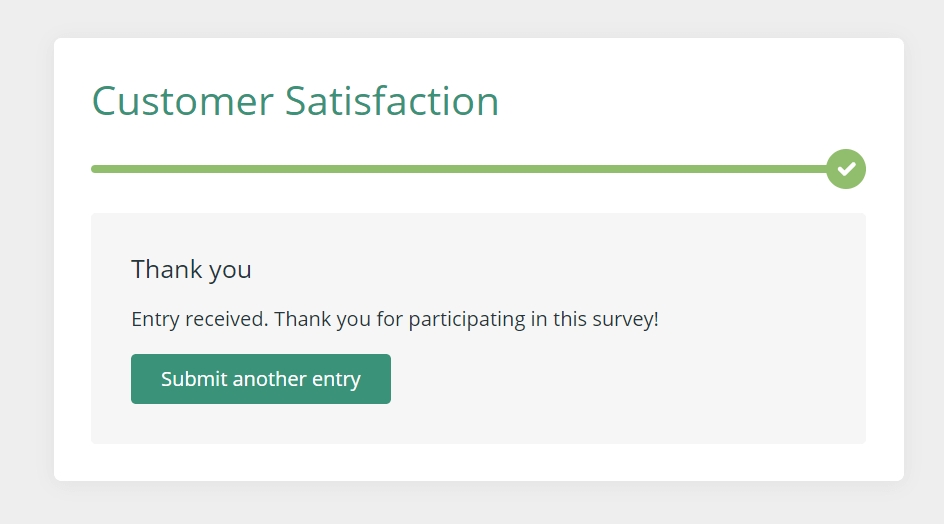 Customer Satisfaction
Thank you
Entry received. Thank you for participating in this survey!
Submit another entry